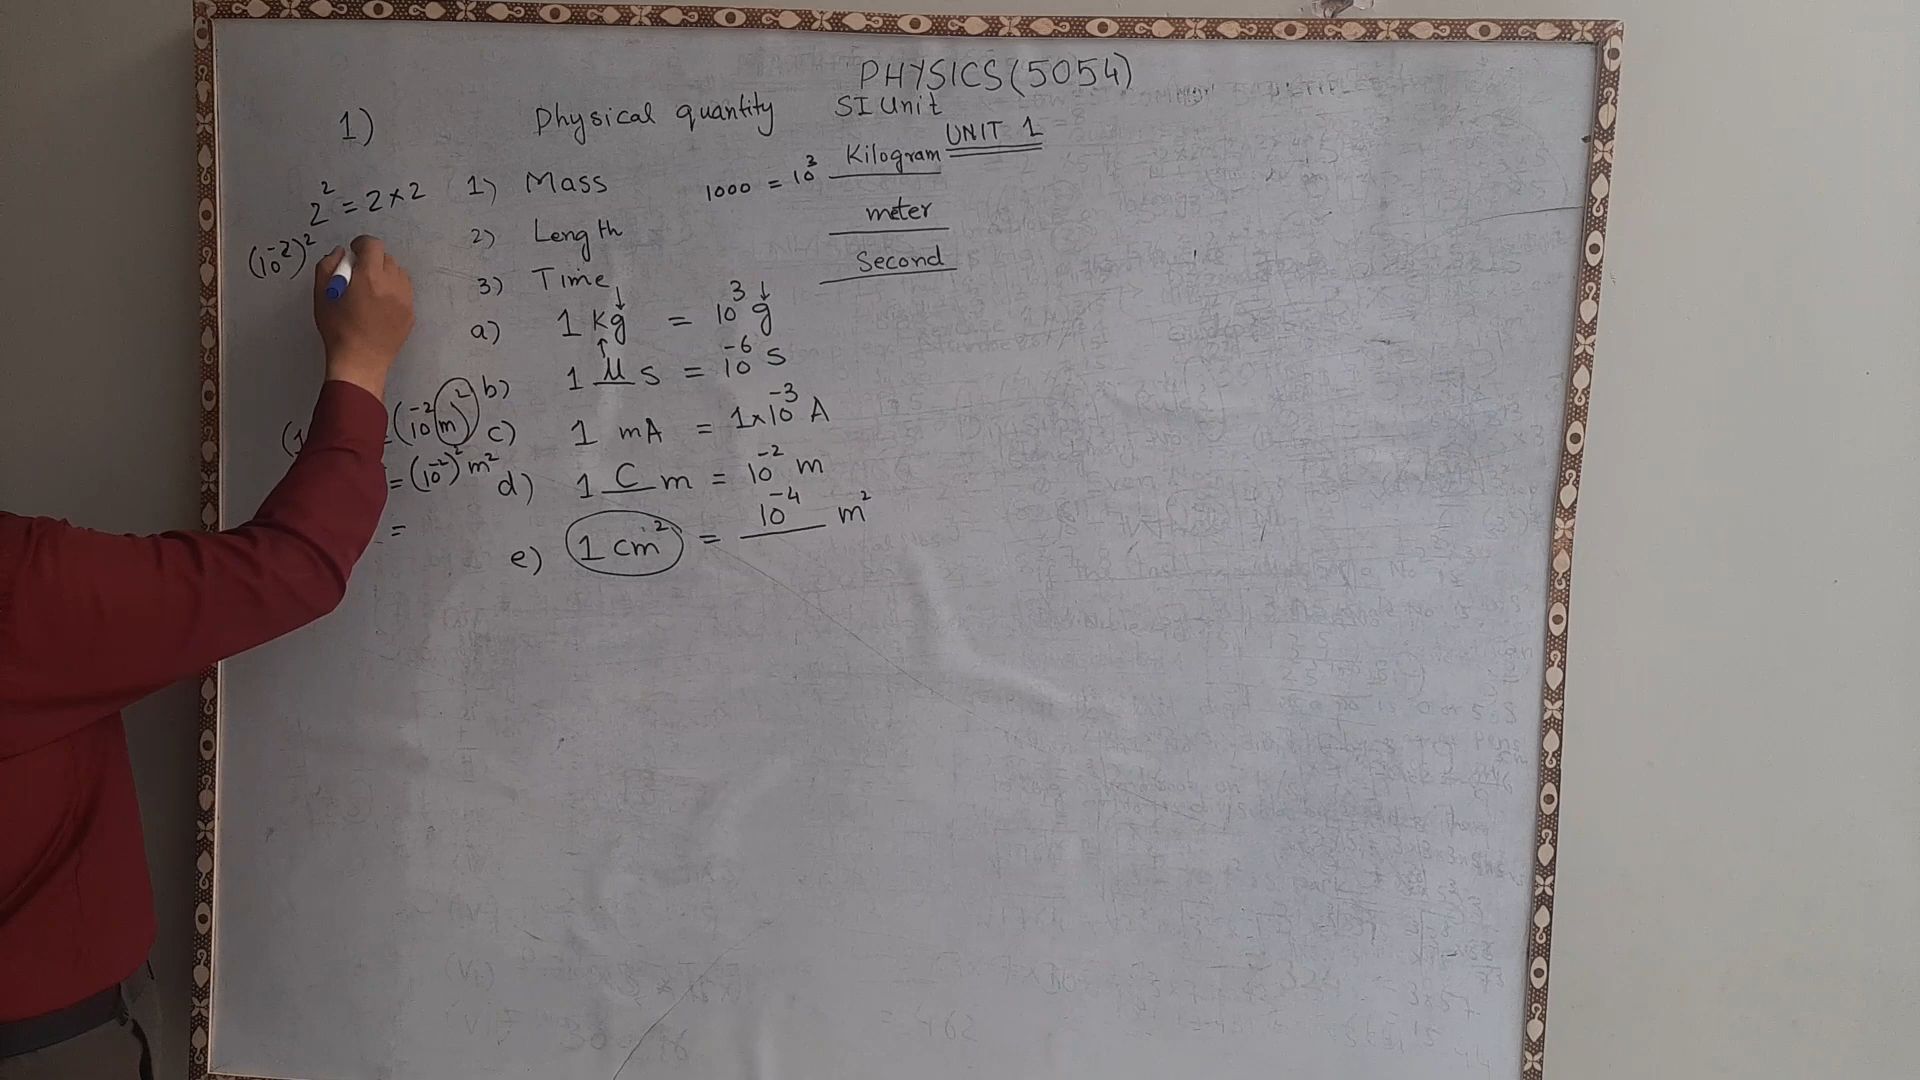 PHYSICS (5054)
1) Physical quantity SI Unit
UNIT 1
2² = 2 × 2 1) Mass 1000 = 10³ Kilogram
(10⁻²)² 2) Length meter
3) Time Second
a) 1 kg = 10³ g
b) 1 μ s = 10⁻⁶ s
(10⁻² m)² c) 1 mA = 1×10⁻³ A
= (10⁻²)² m² d) 1 C m = 10⁻² m
= e) 1 cm² = 10⁻⁴ m²